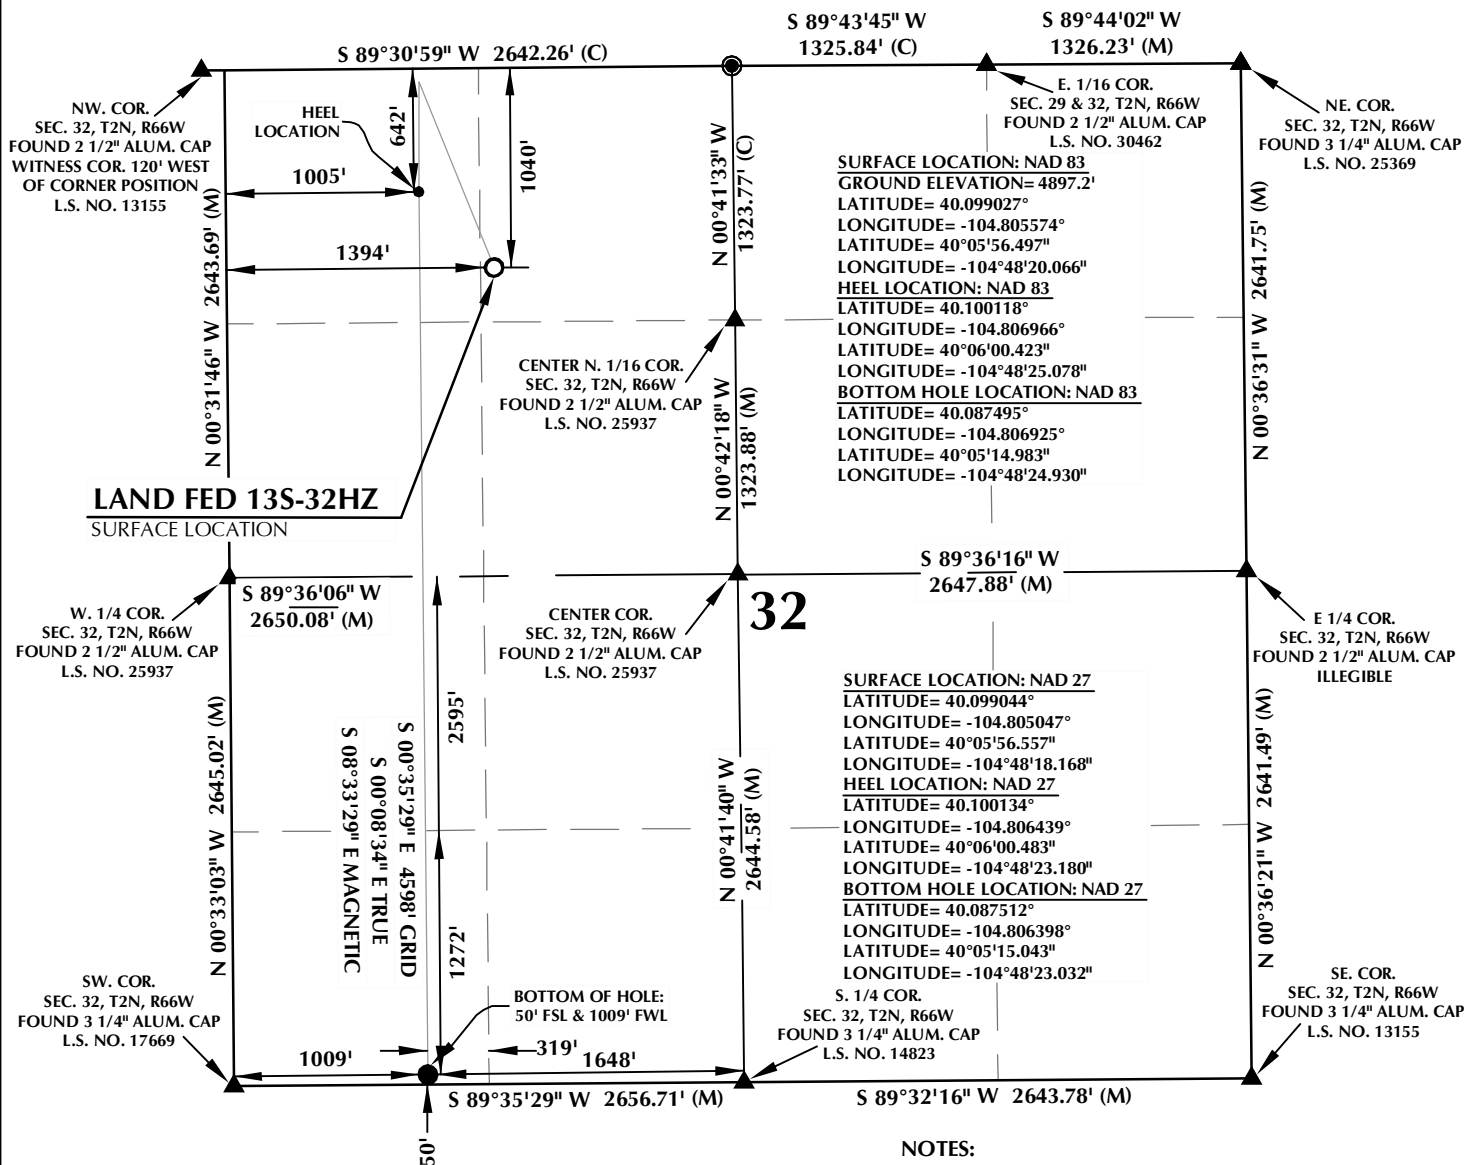 S 89°43'45" W
1325.84' (C)
S 89°44'02" W
1326.23' (M)
S 89°30'59" W 2642.26' (C)
NW. COR.
SEC. 32, T2N, R66W
FOUND 2 1/2" ALUM. CAP
WITNESS COR. 120' WEST
OF CORNER POSITION
L.S. NO. 13155
HEEL
LOCATION
642'
1040'
1005'
1394'
N 00°41'33" W
1323.77' (C)
E. 1/16 COR.
SEC. 29 & 32, T2N, R66W
FOUND 2 1/2" ALUM. CAP
L.S. NO. 30462
NE. COR.
SEC. 32, T2N, R66W
FOUND 3 1/4" ALUM. CAP
L.S. NO. 25369
SURFACE LOCATION: NAD 83
GROUND ELEVATION= 4897.2'
LATITUDE= 40.099027°
LONGITUDE= -104.805574°
LATITUDE= 40°05'56.497"
LONGITUDE= -104°48'20.066"
HEEL LOCATION: NAD 83
LATITUDE= 40.100118°
LONGITUDE= -104.806966°
LATITUDE= 40°06'00.423"
LONGITUDE= -104°48'25.078"
BOTTOM HOLE LOCATION: NAD 83
LATITUDE= 40.087495°
LONGITUDE= -104.806925°
LATITUDE= 40°05'14.983"
LONGITUDE= -104°48'24.930"
N 00°31'46" W 2643.69' (M)
N 00°36'31" W 2641.75' (M)
CENTER N. 1/16 COR.
SEC. 32, T2N, R66W
FOUND 2 1/2" ALUM. CAP
L.S. NO. 25937
N 00°42'18" W
1323.88' (M)
LAND FED 13S-32HZ
SURFACE LOCATION
S 89°36'06" W
2650.08' (M)
S 89°36'16" W
2647.88' (M)
W. 1/4 COR.
SEC. 32, T2N, R66W
FOUND 2 1/2" ALUM. CAP
L.S. NO. 25937
CENTER COR.
SEC. 32, T2N, R66W
FOUND 2 1/2" ALUM. CAP
L.S. NO. 25937
32
E 1/4 COR.
SEC. 32, T2N, R66W
FOUND 2 1/2" ALUM. CAP
ILLEGIBLE
SURFACE LOCATION: NAD 27
LATITUDE= 40.099044°
LONGITUDE= -104.805047°
LATITUDE= 40°05'56.557"
LONGITUDE= -104°48'18.168"
HEEL LOCATION: NAD 27
LATITUDE= 40.100134°
LONGITUDE= -104.806439°
LATITUDE= 40°06'00.483"
LONGITUDE= -104°48'23.180"
BOTTOM HOLE LOCATION: NAD 27
LATITUDE= 40.087512°
LONGITUDE= -104.806398°
LATITUDE= 40°05'15.043"
LONGITUDE= -104°48'23.032"
N 00°33'03" W 2645.02' (M)
S 00°35'29" E 4598' GRID
S 00°08'34" E TRUE
S 08°33'29" E MAGNETIC
2595'
1272'
N 00°41'40" W
2644.58' (M)
N 00°36'21" W 2641.49' (M)
SW. COR.
SEC. 32, T2N, R66W
FOUND 3 1/4" ALUM. CAP
L.S. NO. 17669
BOTTOM OF HOLE:
50' FSL & 1009' FWL
S. 1/4 COR.
SEC. 32, T2N, R66W
FOUND 3 1/4" ALUM. CAP
L.S. NO. 14823
SE. COR.
SEC. 32, T2N, R66W
FOUND 3 1/4" ALUM. CAP
L.S. NO. 13155
1009'
319'
1648'
S 89°35'29" W 2656.71' (M)
S 89°32'16" W 2643.78' (M)
50'
NOTES: